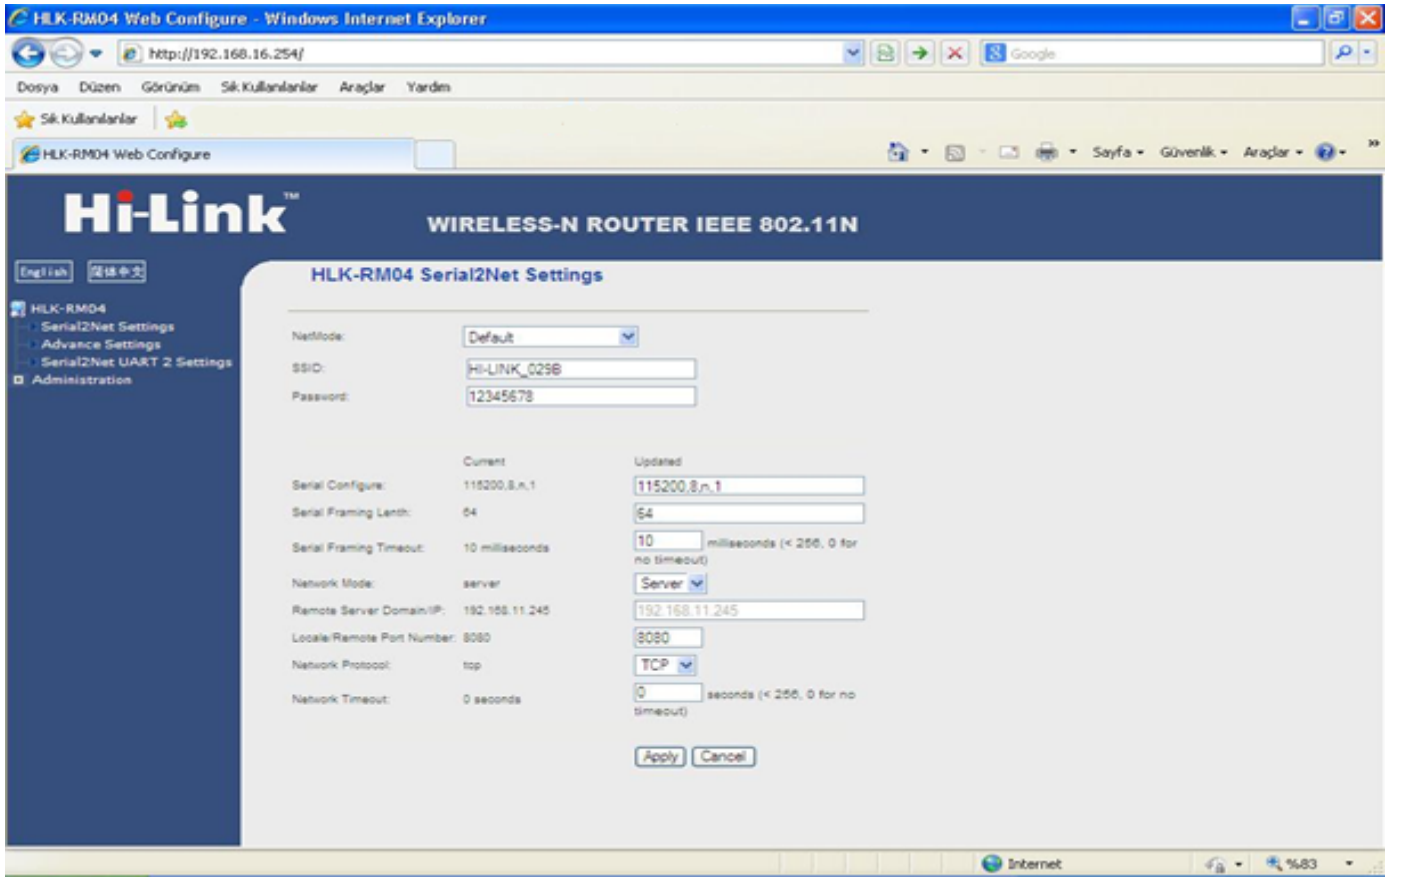 HLK-RM04 Web Configure - Windows Internet Explorer
http://192.168.16.254/
Google
Dosya Düzen Görünüm Sık Kullanılanlar Araçlar Yardım
Sık Kullanılanlar
HLK-RM04 Web Configure
Sayfa Güvenlik Araçlar
Hi-Link™
WIRELESS-N ROUTER IEEE 802.11N
English 简体中文
HLK-RM04
Serial2Net Settings
Advance Settings
Serial2Net UART 2 Settings
Administration
HLK-RM04 Serial2Net Settings
NetMode: Default
SSID: HI-LINK_029B
Password: 12345678
Current Updated
Serial Configure: 115200,8,n,1 115200,8,n,1
Serial Framing Lenth: 64 64
Serial Framing Timeout: 10 milliseconds 10 milliseconds (< 256, 0 for
no timeout)
Network Mode: server Server
Remote Server Domain/IP: 192.168.11.245 192.168.11.245
Locale/Remote Port Number: 8080 8080
Network Protocol: tcp TCP
Network Timeout: 0 seconds 0 seconds (< 256, 0 for no
timeout)
Apply Cancel
Internet
%83